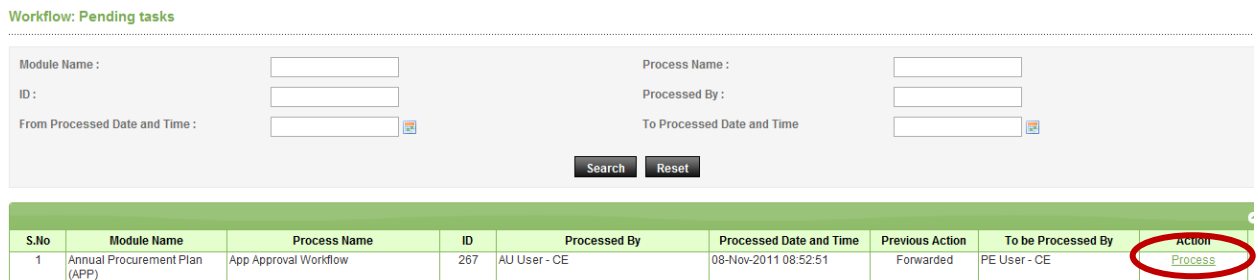 Workflow: Pending tasks
Module Name : Process Name :
ID : Processed By :
From Processed Date and Time : To Processed Date and Time
Search Reset
S.No Module Name Process Name ID Processed By Processed Date and Time Previous Action To be Processed By Action
1 Annual Procurement Plan (APP) App Approval Workflow 267 AU User - CE 08-Nov-2011 08:52:51 Forwarded PE User - CE Process